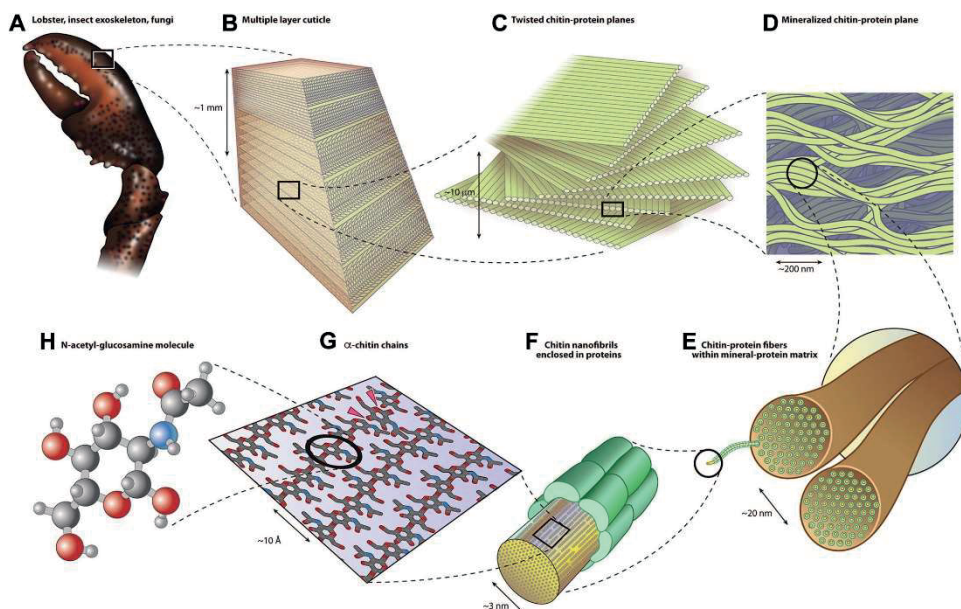 A Lobster, insect exoskeleton, fungi
B Multiple layer cuticle
C Twisted chitin-protein planes
D Mineralized chitin-protein plane
~1 mm
~10 μm
~200 nm
H N-acetyl-glucosamine molecule
G α-chitin chains
F Chitin nanofibrils
enclosed in proteins
E Chitin-protein fibers
within mineral-protein matrix
~10 Å
~3 nm
~20 nm